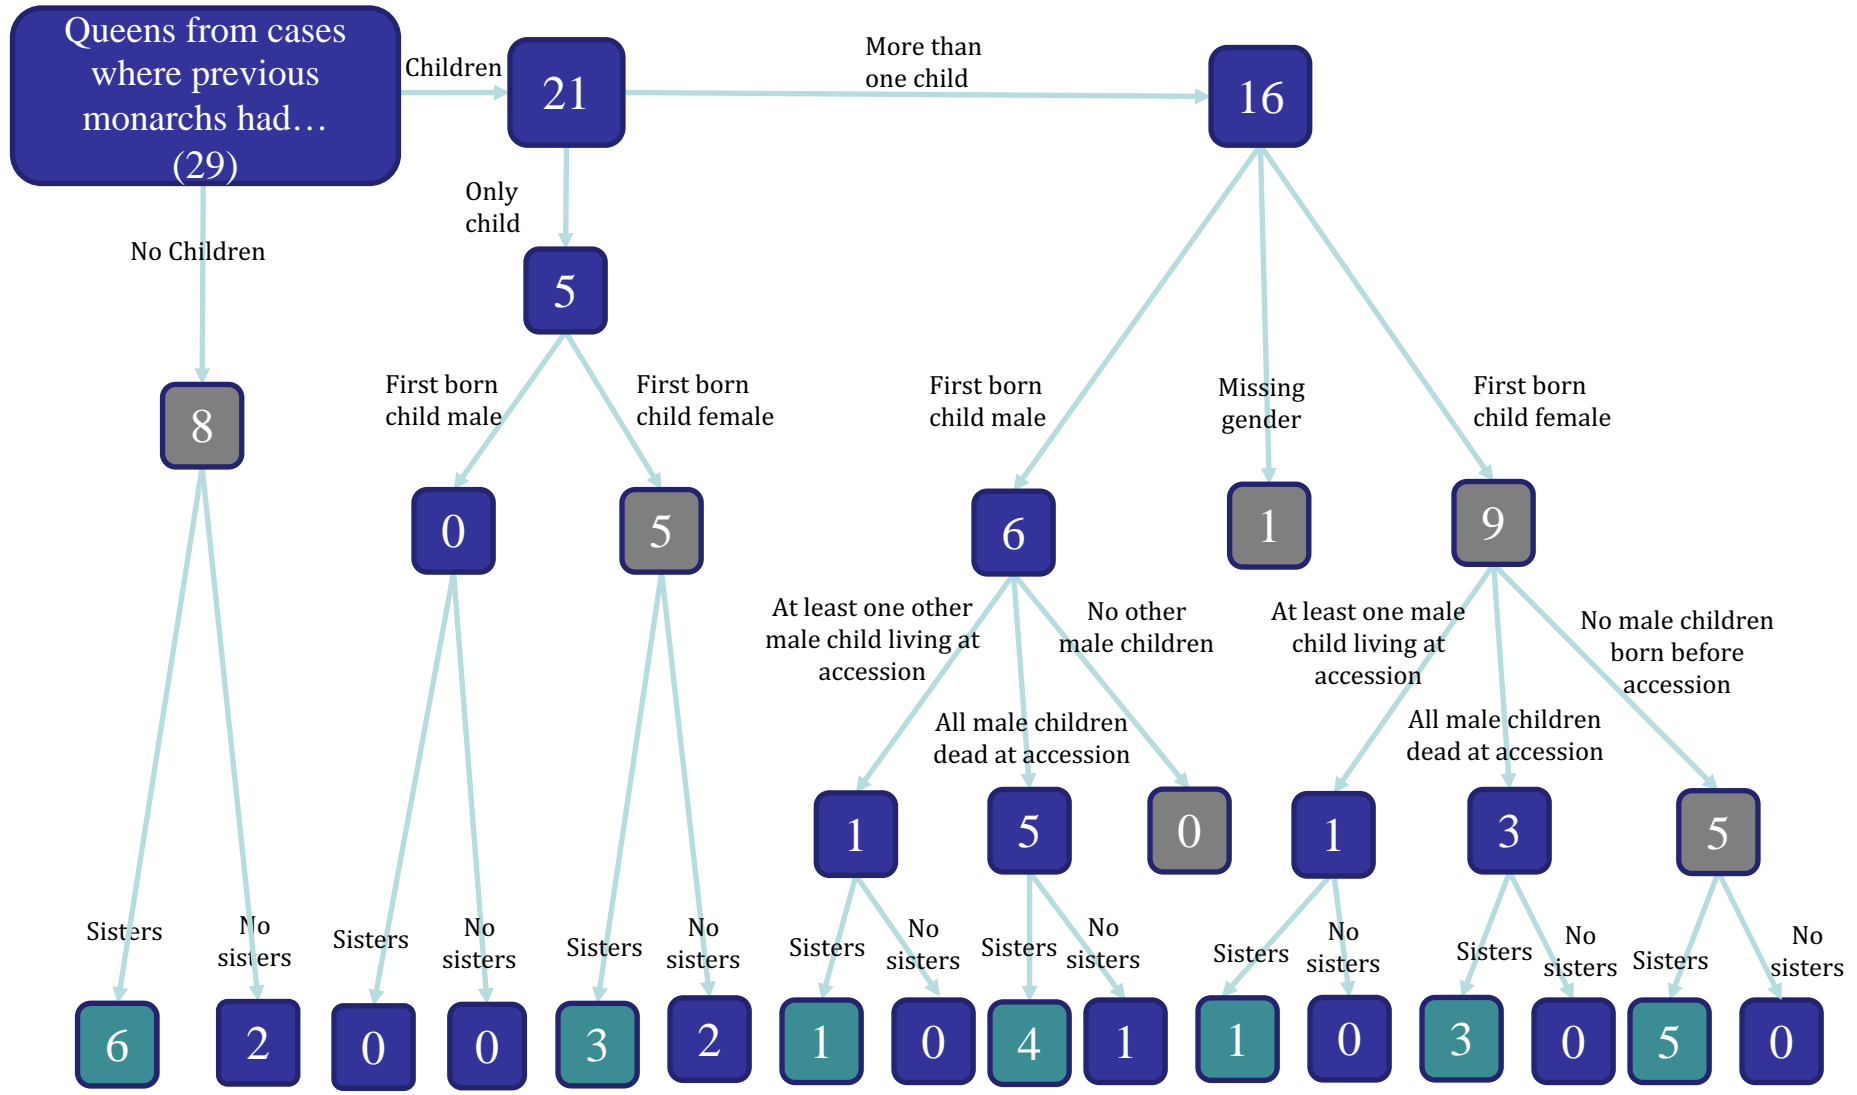 Queens from cases
where previous
monarchs had…
(29)
Children
21
More than
one child
16
Only
child
No Children
5
8
First born
child male
First born
child female
First born
child male
Missing
gender
First born
child female
0
5
6
1
9
At least one other
male child living at
accession
No other
male children
At least one male
child living at
accession
No male children
born before
accession
All male children
dead at accession
All male children
dead at accession
1
5
0
1
3
5
Sisters
No
sisters
Sisters
No
sisters
Sisters
No
sisters
Sisters
No
sisters
Sisters
No
sisters
Sisters
No
sisters
Sisters
No
sisters
Sisters
No
sisters
6
2
0
0
3
2
1
0
4
1
1
0
3
0
5
0